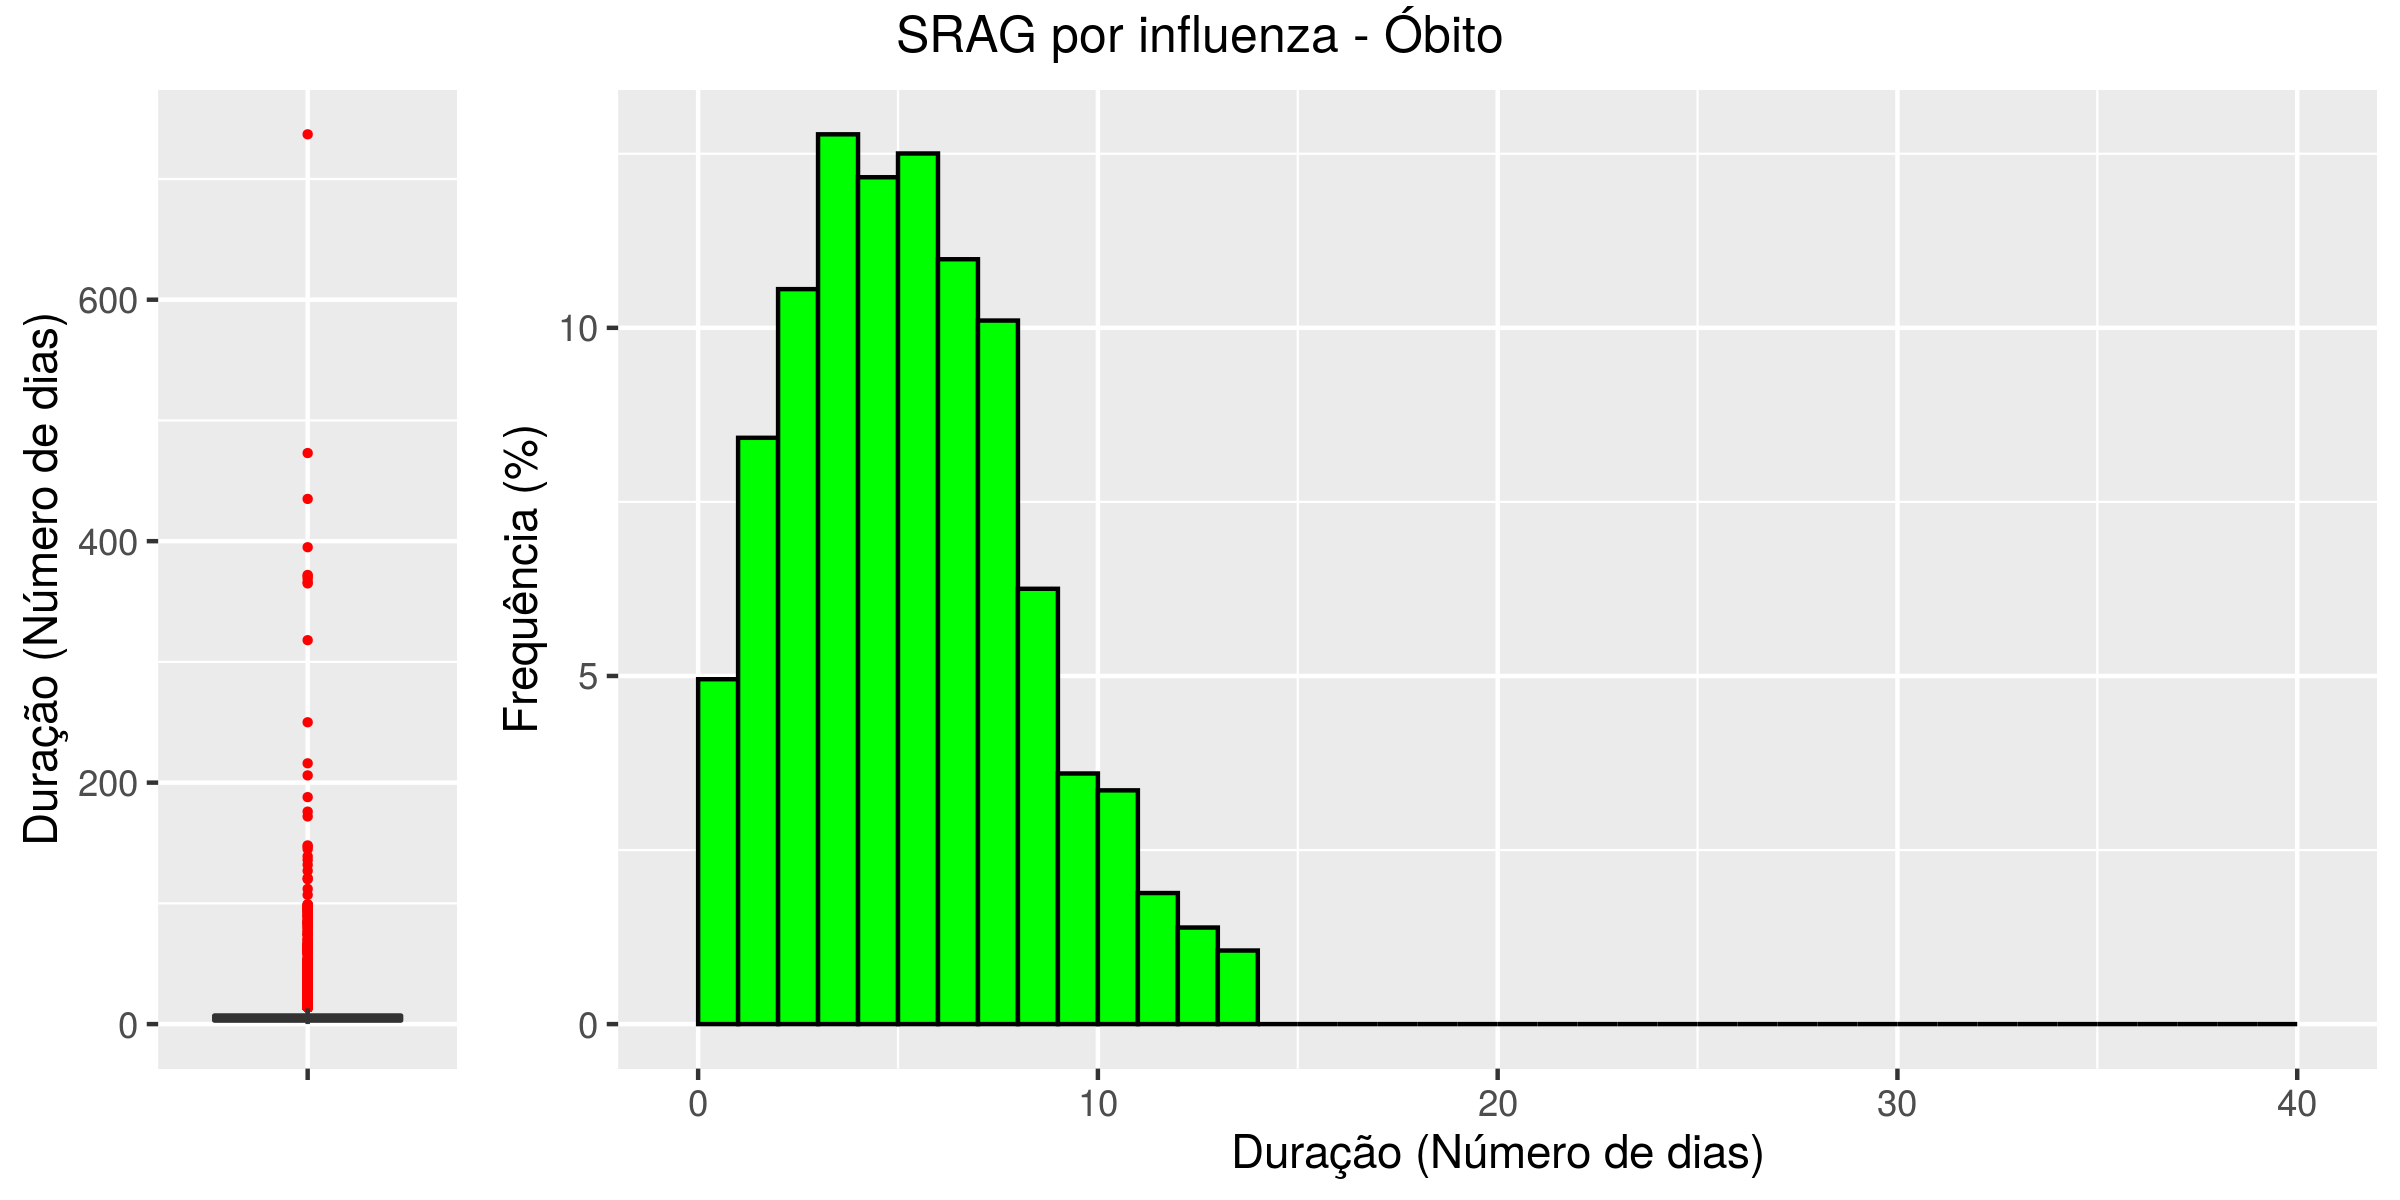 SRAG por influenza - Óbito
Duração (Número de dias)
600
400
200
0
Frequência (%)
10
5
0
0 10 20 30 40
Duração (Número de dias)